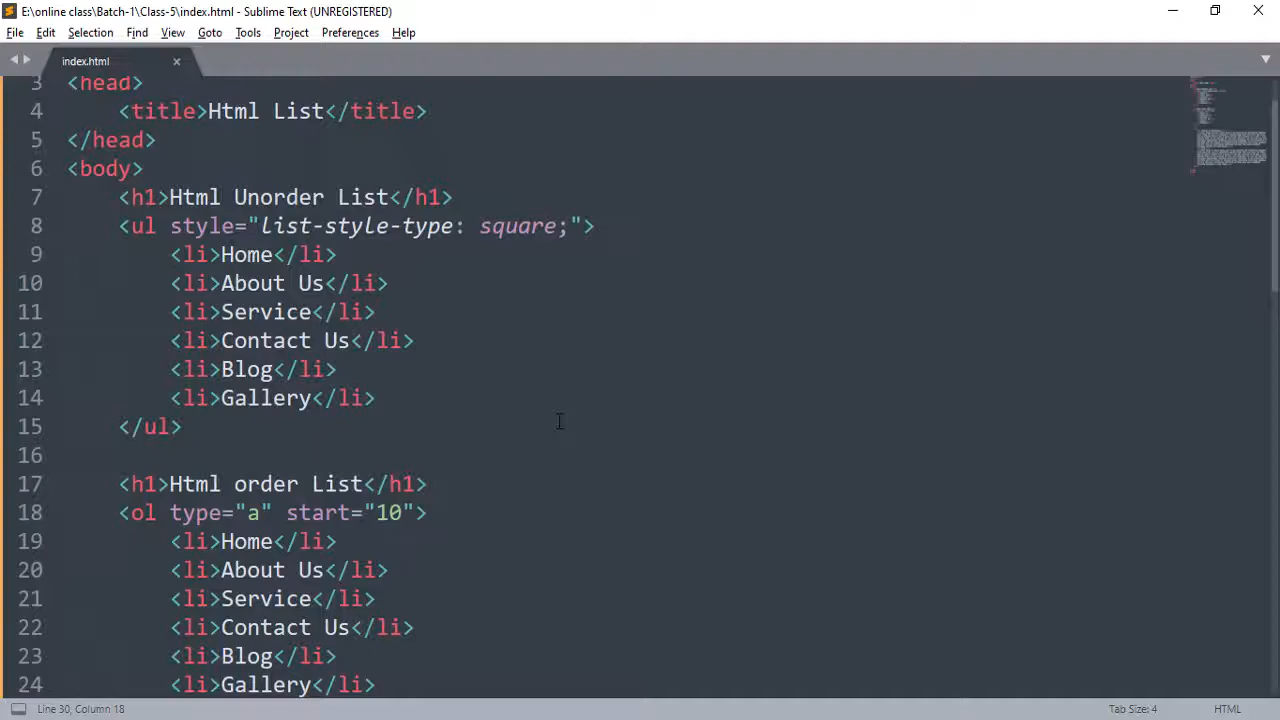 E:\online class\Batch-1\Class-5\index.html - Sublime Text (UNREGISTERED)
File Edit Selection Find View Goto Tools Project Preferences Help
index.html
3 <head>
4 <title>Html List</title>
5 </head>
6 <body>
7 <h1>Html Unorder List</h1>
8 <ul style="list-style-type: square;">
9 <li>Home</li>
10 <li>About Us</li>
11 <li>Service</li>
12 <li>Contact Us</li>
13 <li>Blog</li>
14 <li>Gallery</li>
15 </ul>
16
17 <h1>Html order List</h1>
18 <ol type="a" start="10">
19 <li>Home</li>
20 <li>About Us</li>
21 <li>Service</li>
22 <li>Contact Us</li>
23 <li>Blog</li>
24 <li>Gallery</li>
Line 30, Column 18
Tab Size: 4
HTML